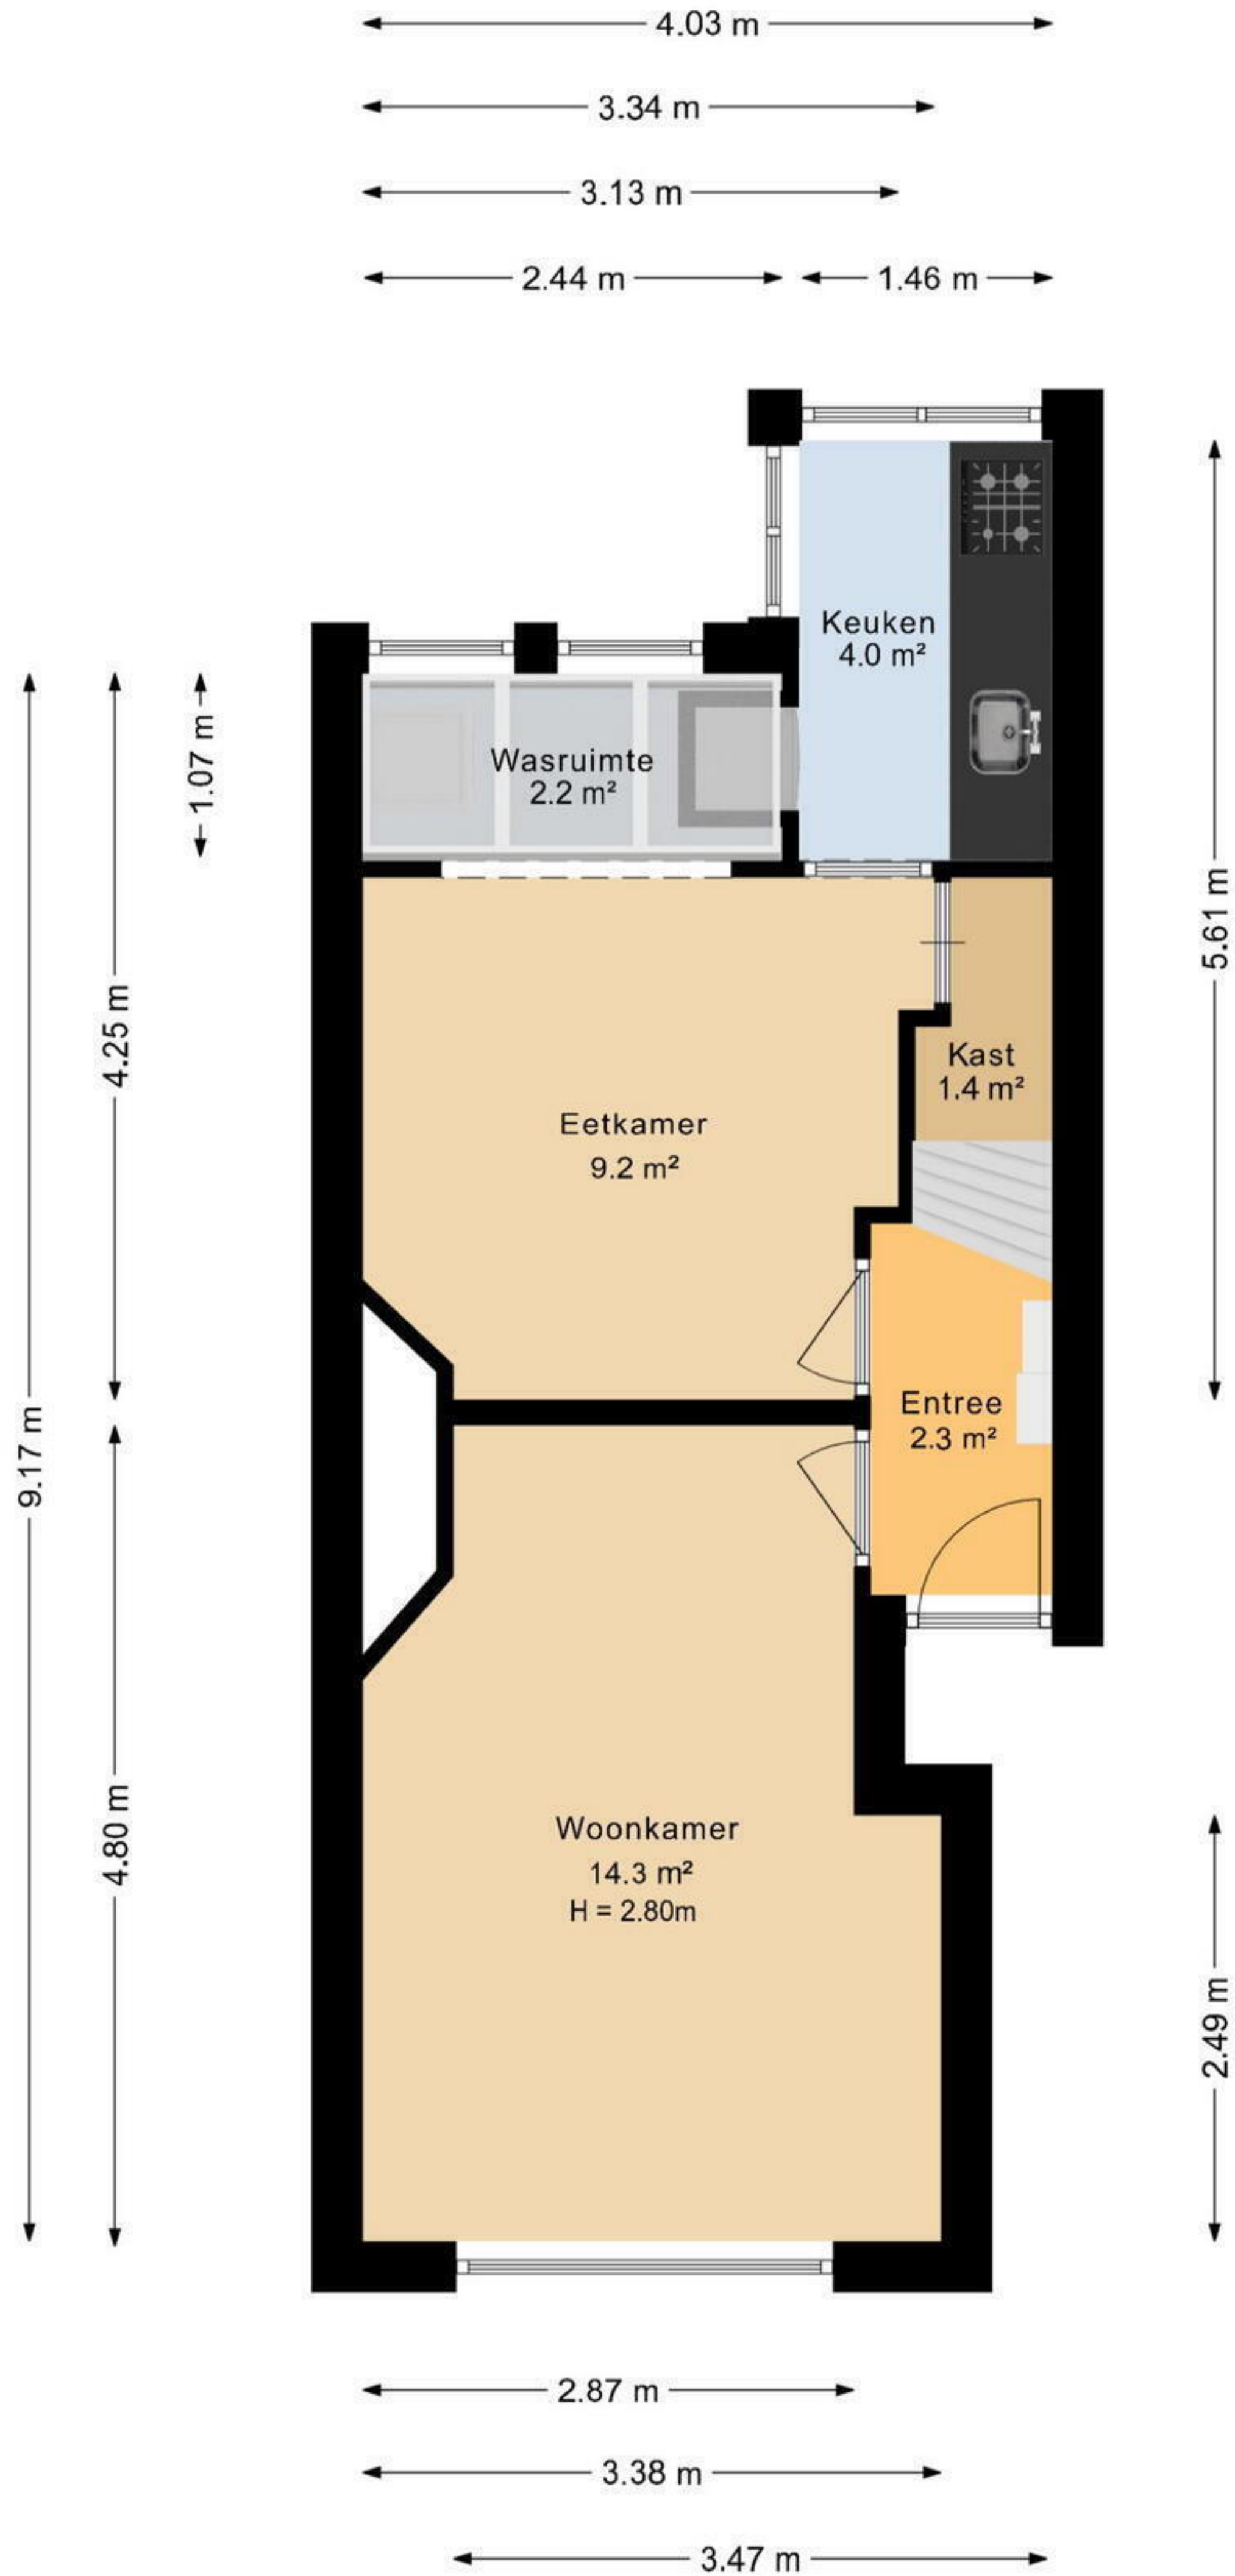 4.03 m
3.34 m
3.13 m
2.44 m
1.46 m
Keuken
4.0 m²
Wasruimte
2.2 m²
1.07 m
4.25 m
5.61 m
Kast
1.4 m²
Eetkamer
9.2 m²
Entree
2.3 m²
9.17 m
4.80 m
Woonkamer
14.3 m²
H = 2.80m
2.49 m
2.87 m
3.38 m
3.47 m